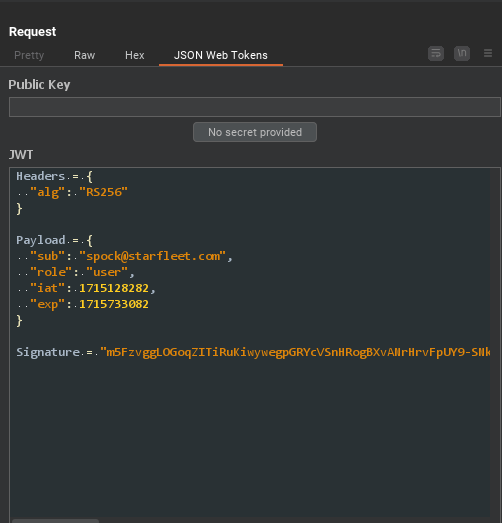 Request
Pretty Raw Hex JSON Web Tokens \n
Public Key
No secret provided
JWT
Headers = {
  "alg": "RS256"
}
Payload = {
  "sub": "spock@starfleet.com",
  "role": "user",
  "iat": 1715128282,
  "exp": 1715733082
}
Signature = "m5FzvggLOGoqZITiRuKiwywegpGRYcVSnHRogBXvANrHrvFpUY9-SNk